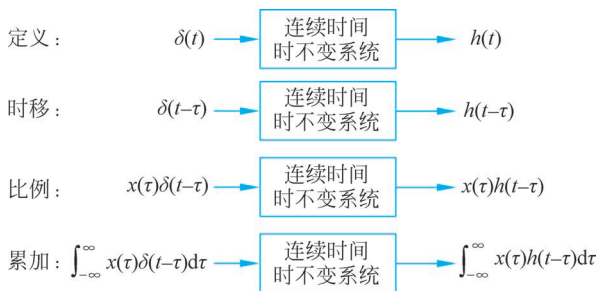 定义: δ(t) 连续时间 时不变系统 h(t)
时移: δ(t–τ) 连续时间 时不变系统 h(t–τ)
比例: x(τ)δ(t–τ) 连续时间 时不变系统 x(τ)h(t–τ)
累加: ∫_{-∞}^{∞} x(τ)δ(t–τ)dτ 连续时间 时不变系统 ∫_{-∞}^{∞} x(τ)h(t–τ)dτ